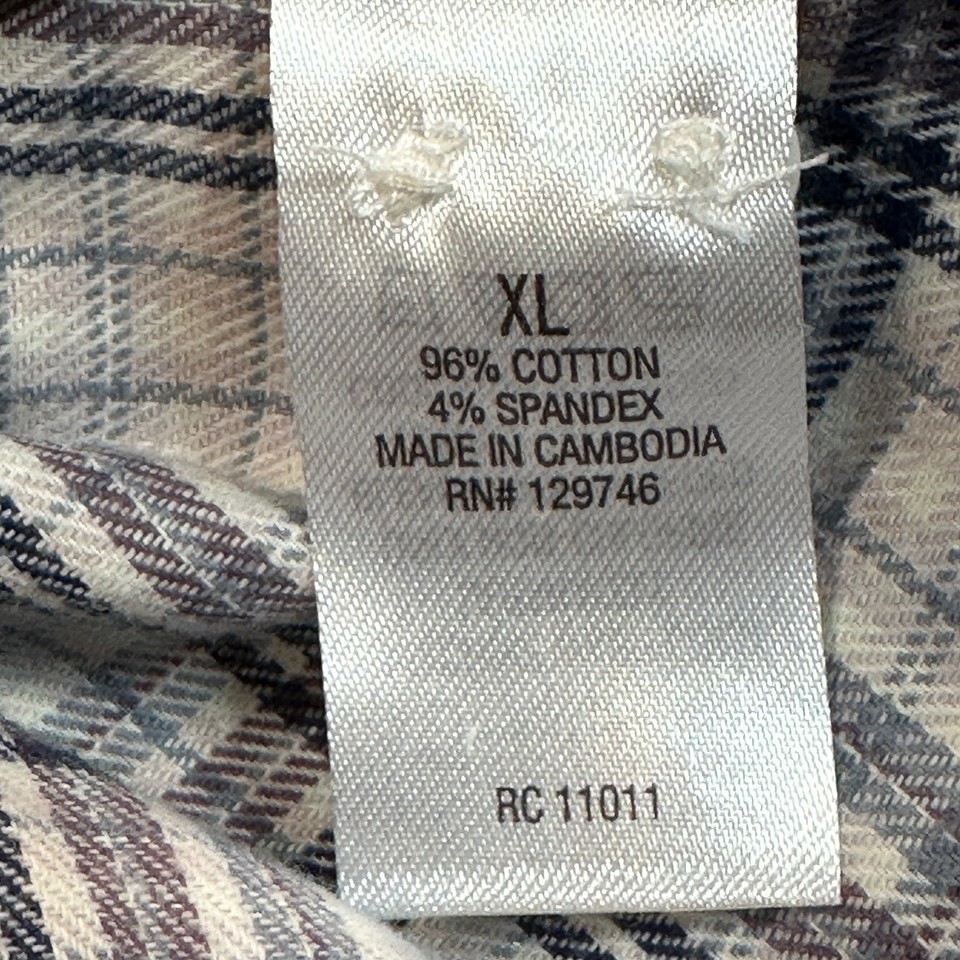 XL
96% COTTON
4% SPANDEX
MADE IN CAMBODIA
RN# 129746
RC 11011